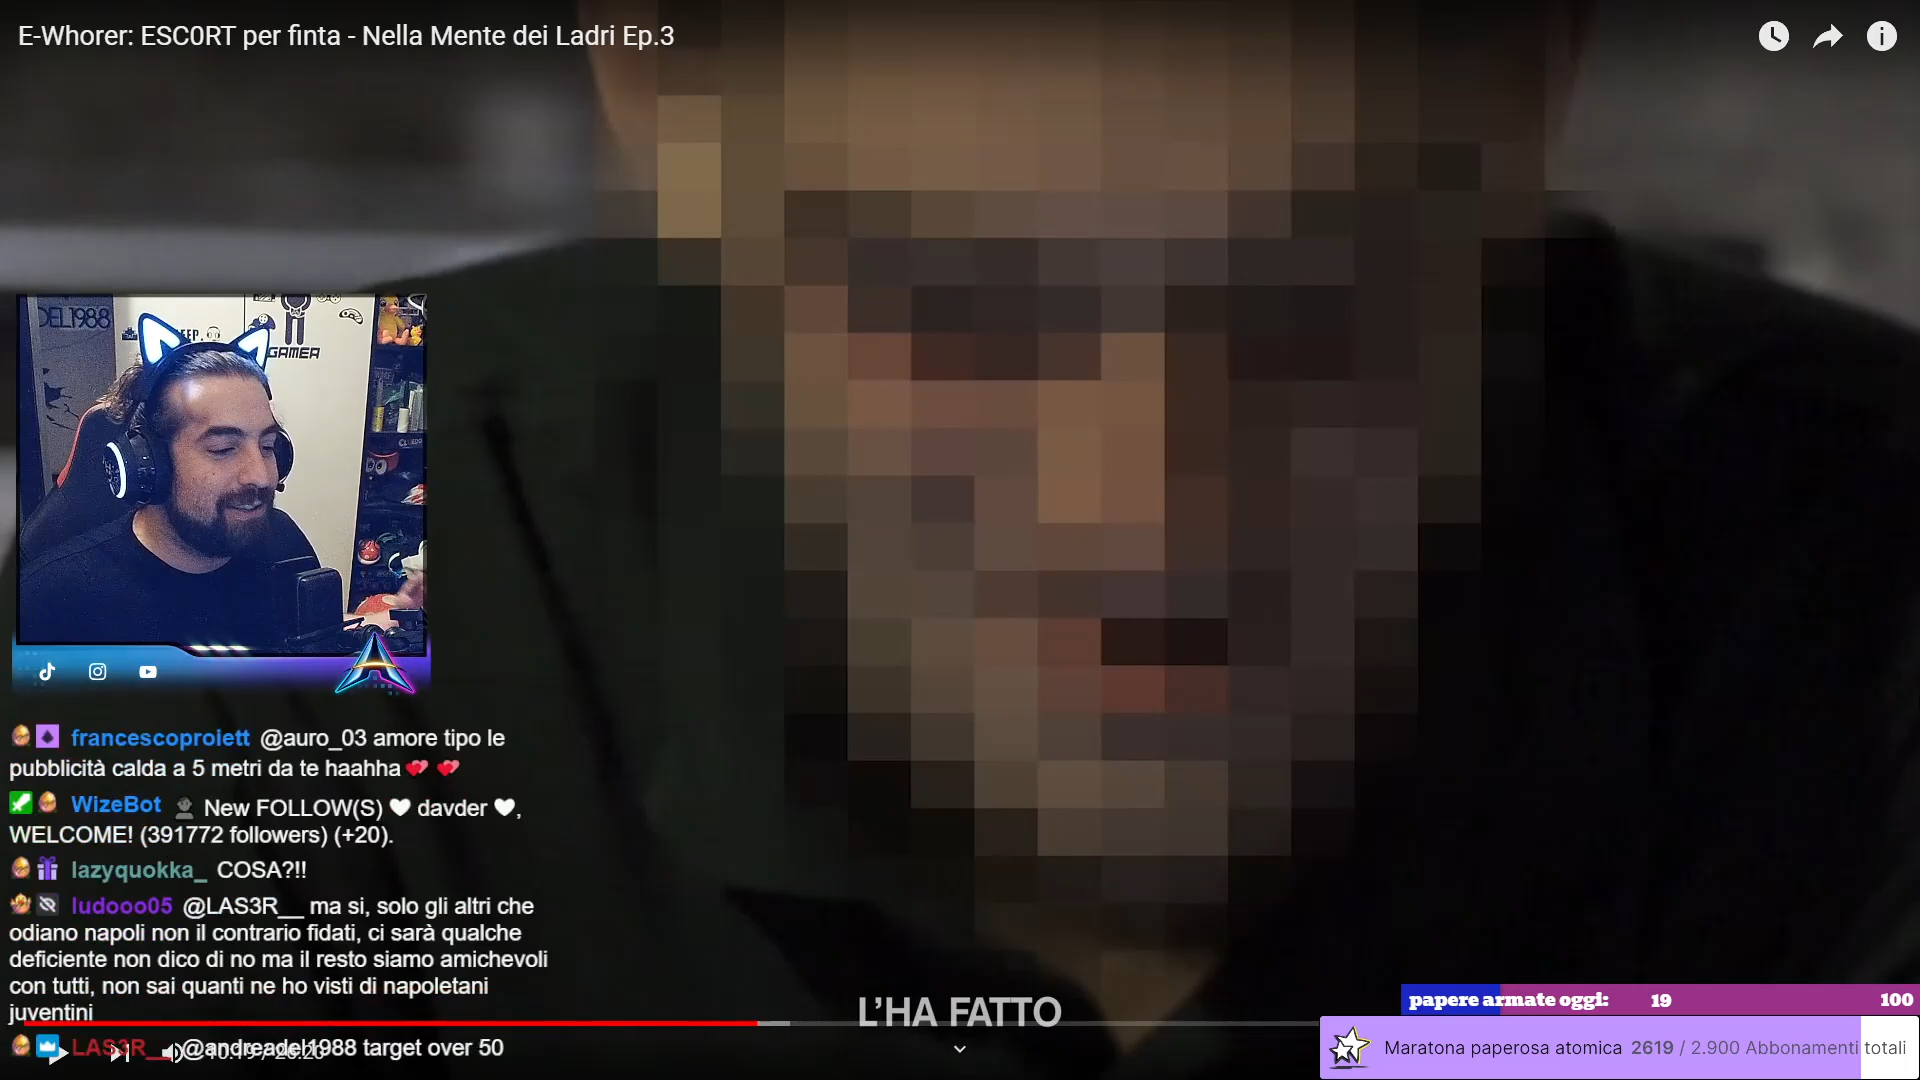 E-Whorer: ESC0RT per finta - Nella Mente dei Ladri Ep.3
DEL1988
GAMER
francescoproiett @auro_03 amore tipo le
pubblicità calda a 5 metri da te haahha
WizeBot New FOLLOW(S) davder ,
WELCOME! (391772 followers) (+20).
lazyquokka_ COSA?!!
ludooo05 @LAS3R__ ma si, solo gli altri che
odiano napoli non il contrario fidati, ci sarà qualche
deficiente non dico di no ma il resto siamo amichevoli
con tutti, non sai quanti ne ho visti di napoletani
juventini
LAS3R__ @andreadel1988 target over 50
L'HA FATTO
papere armate oggi: 19 100
Maratona paperosa atomica 2619 / 2.900 Abbonamenti totali